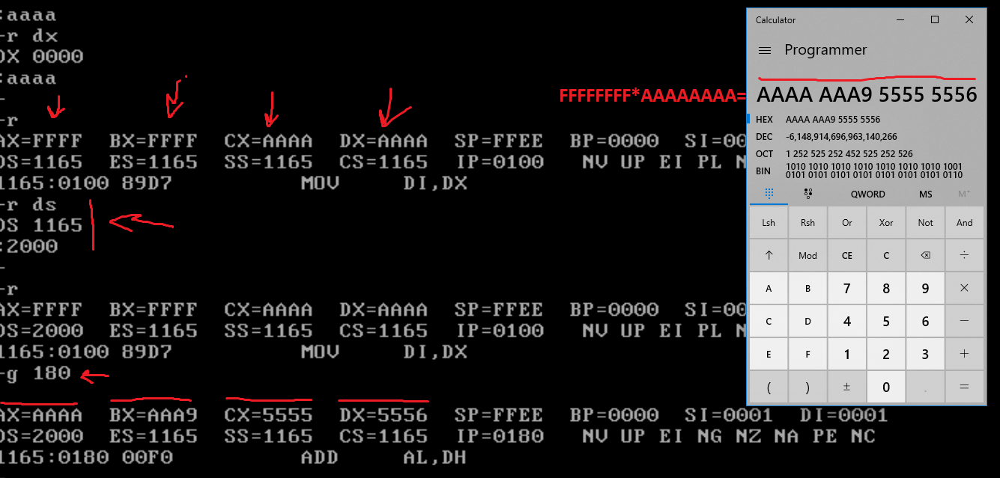 :aaaa
-r dx
DX 0000
:aaaa
-
-r
AX=FFFF BX=FFFF CX=AAAA DX=AAAA SP=FFEE BP=0000 SI=00
DS=1165 ES=1165 SS=1165 CS=1165 IP=0100 NV UP EI PL N
1165:0100 89D7 MOV DI,DX
-r ds
DS 1165
:2000
-
-r
AX=FFFF BX=FFFF CX=AAAA DX=AAAA SP=FFEE BP=0000 SI=00
DS=2000 ES=1165 SS=1165 CS=1165 IP=0100 NV UP EI PL N
1165:0100 89D7 MOV DI,DX
-g 180
AX=AAAA BX=AAA9 CX=5555 DX=5556 SP=FFEE BP=0000 SI=0001 DI=0001
DS=2000 ES=1165 SS=1165 CS=1165 IP=0180 NV UP EI NG NZ NA PE NC
1165:0180 00F0 ADD AL,DH
FFFFFFFF*AAAAAAAA=
Calculator
Programmer
AAAA AAA9 5555 5556
HEX AAAA AAA9 5555 5556
DEC -6,148,914,696,963,140,266
OCT 1 252 525 252 452 525 252 526
BIN 1010 1010 1010 1010 1010 1010 1010 1001
0101 0101 0101 0101 0101 0101 0101 0110
QWORD MS M˅
Lsh Rsh Or Xor Not And
↑ Mod CE C ⌫ ÷
A B 7 8 9 ×
C D 4 5 6 −
E F 1 2 3 +
( ) ± 0 . =